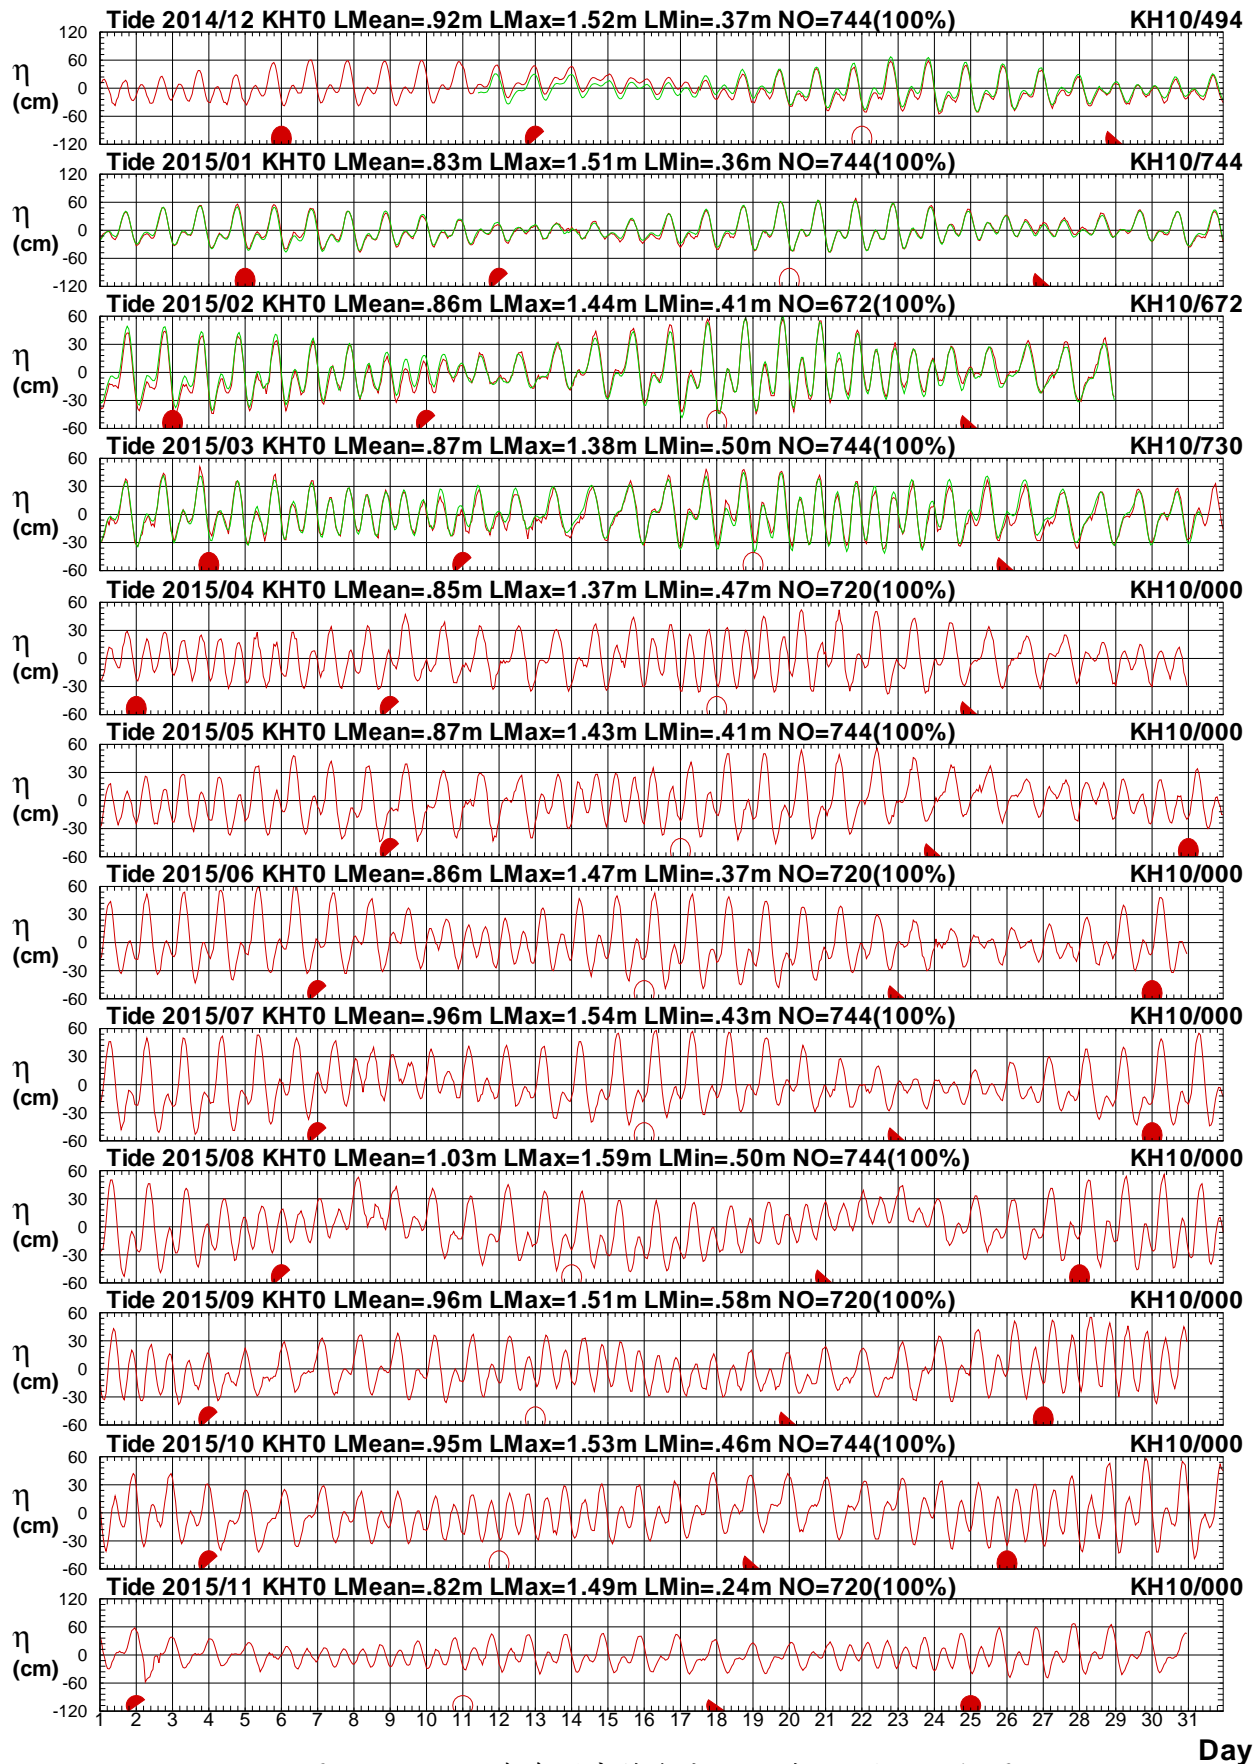 Tide 2014/12 KHT0 LMean=.92m LMax=1.52m LMin=.37m NO=744(100%) KH10/494
120
60
η
0
(cm)
-60
-120
Tide 2015/01 KHT0 LMean=.83m LMax=1.51m LMin=.36m NO=744(100%) KH10/744
120
60
η
0
(cm)
-60
-120
Tide 2015/02 KHT0 LMean=.86m LMax=1.44m LMin=.41m NO=672(100%) KH10/672
60
30
η
0
(cm)
-30
-60
Tide 2015/03 KHT0 LMean=.87m LMax=1.38m LMin=.50m NO=744(100%) KH10/730
60
30
η
0
(cm)
-30
-60
Tide 2015/04 KHT0 LMean=.85m LMax=1.37m LMin=.47m NO=720(100%) KH10/000
60
30
η
0
(cm)
-30
-60
Tide 2015/05 KHT0 LMean=.87m LMax=1.43m LMin=.41m NO=744(100%) KH10/000
60
30
η
0
(cm)
-30
-60
Tide 2015/06 KHT0 LMean=.86m LMax=1.47m LMin=.37m NO=720(100%) KH10/000
60
30
η
0
(cm)
-30
-60
Tide 2015/07 KHT0 LMean=.96m LMax=1.54m LMin=.43m NO=744(100%) KH10/000
60
30
η
0
(cm)
-30
-60
Tide 2015/08 KHT0 LMean=1.03m LMax=1.59m LMin=.50m NO=744(100%) KH10/000
60
30
η
0
(cm)
-30
-60
Tide 2015/09 KHT0 LMean=.96m LMax=1.51m LMin=.58m NO=720(100%) KH10/000
60
30
η
0
(cm)
-30
-60
Tide 2015/10 KHT0 LMean=.95m LMax=1.53m LMin=.46m NO=744(100%) KH10/000
60
30
η
0
(cm)
-30
-60
Tide 2015/11 KHT0 LMean=.82m LMax=1.49m LMin=.24m NO=720(100%) KH10/000
120
60
η
0
(cm)
-60
-120
1 2 3 4 5 6 7 8 9 10 11 12 13 14 15 16 17 18 19 20 21 22 23 24 25 26 27 28 29 30 31
Day